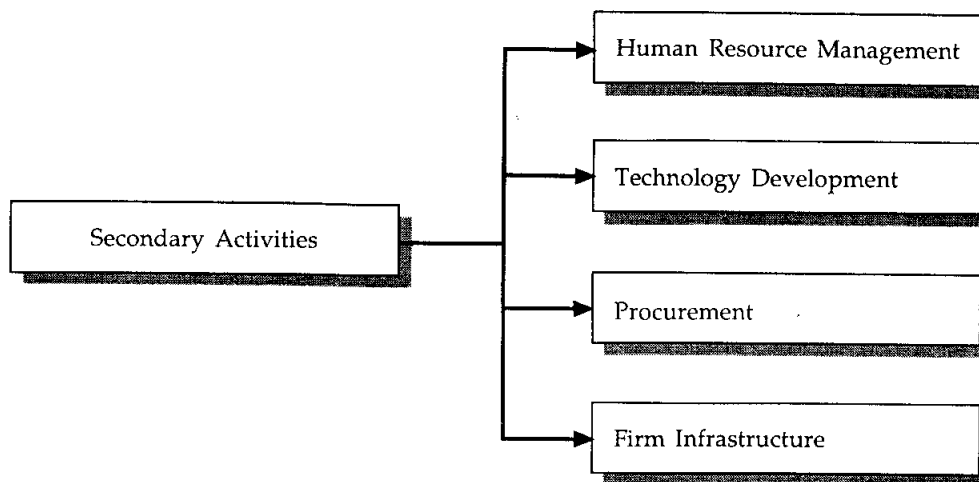 Human Resource Management
Technology Development
Secondary Activities
Procurement
Firm Infrastructure